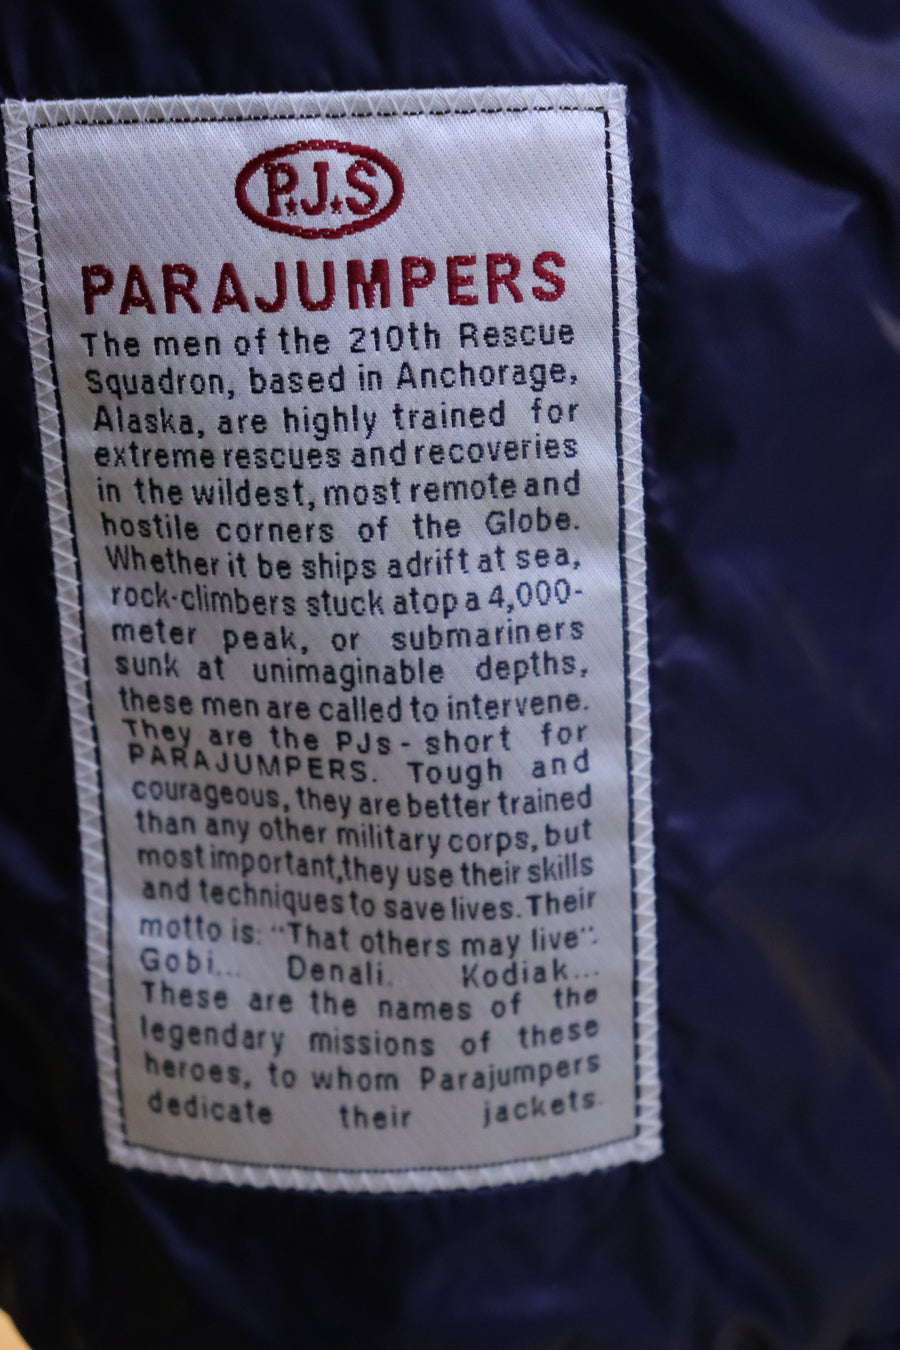 P.J.S
PARAJUMPERS
The men of the 210th Rescue
Squadron, based in Anchorage,
Alaska, are highly trained for
extreme rescues and recoveries
in the wildest, most remote and
hostile corners of the Globe.
Whether it be ships adrift at sea,
rock-climbers stuck atop a 4,000-
meter peak, or submariners
sunk at unimaginable depths,
these men are called to intervene.
They are the PJs - short for
PARAJUMPERS. Tough and
courageous, they are better trained
than any other military corps, but
most important,they use their skills
and techniques to save lives. Their
motto is: "That others may live".
Gobi... Denali. Kodiak...
These are the names of the
legendary missions of these
heroes, to whom Parajumpers
dedicate their jackets.